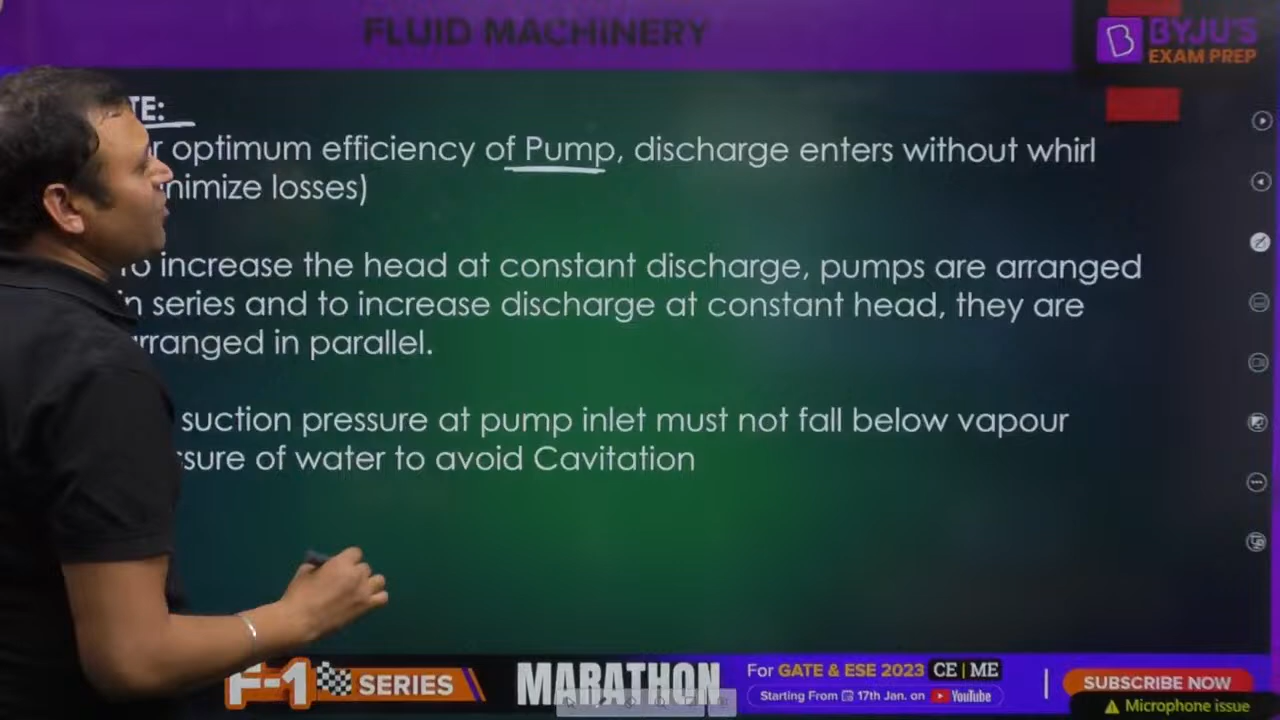 FLUID MACHINERY
BYJU'S
EXAM PREP
TE:
r optimum efficiency of Pump, discharge enters without whirl
nimize losses)
To increase the head at constant discharge, pumps are arranged
in series and to increase discharge at constant head, they are
arranged in parallel.
suction pressure at pump inlet must not fall below vapour
ssure of water to avoid Cavitation
F-1 SERIES
MARATHON
For GATE & ESE 2023 CE | ME
Starting From 17th Jan. on YouTube
SUBSCRIBE NOW
Microphone issue